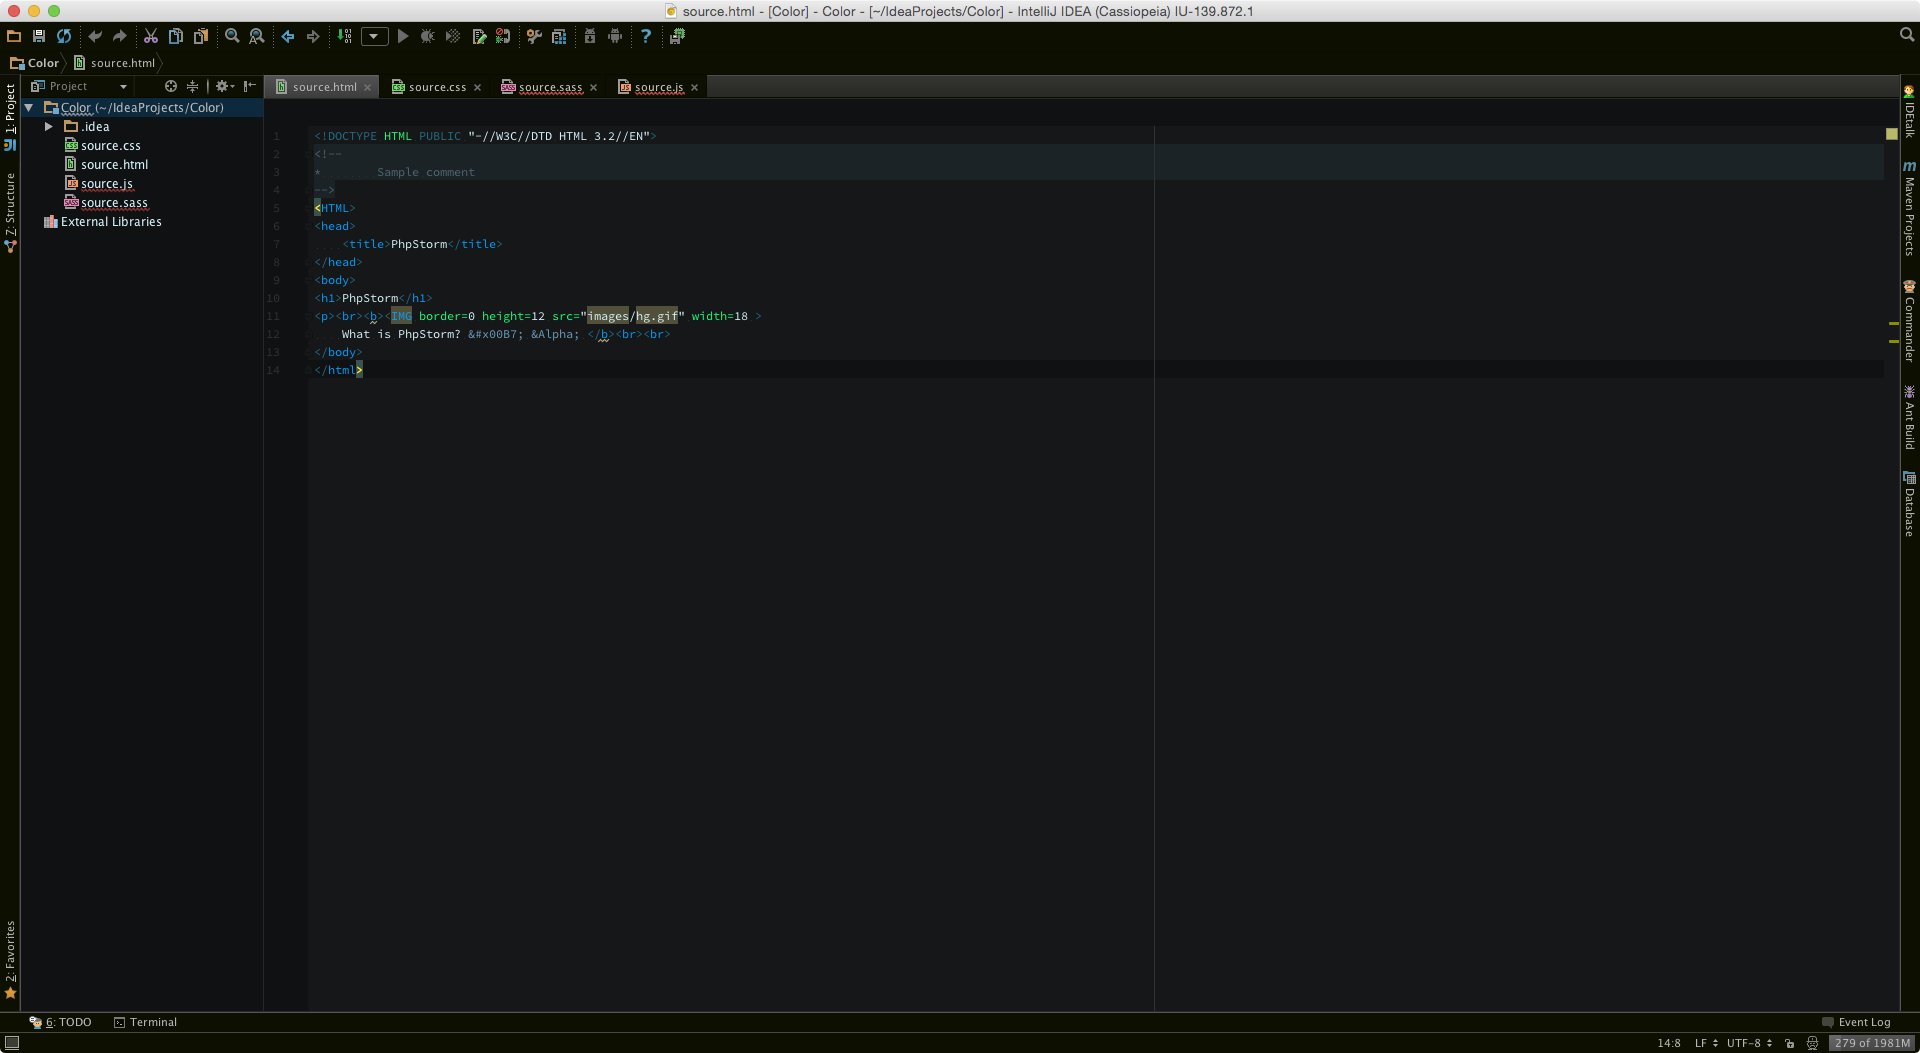 source.html - [Color] - Color - [~/IdeaProjects/Color] - IntelliJ IDEA (Cassiopeia) IU-139.872.1
Color source.html
Project
source.html source.css source.sass source.js
1: Project
Z: Structure
2: Favorites
Color (~/IdeaProjects/Color)
.idea
source.css
source.html
source.js
source.sass
External Libraries
1 <!DOCTYPE HTML PUBLIC "-//W3C//DTD HTML 3.2//EN">
2 <!--
3 * Sample comment
4 -->
5 <HTML>
6 <head>
7 <title>PhpStorm</title>
8 </head>
9 <body>
10 <h1>PhpStorm</h1>
11 <p><br><b><IMG border=0 height=12 src="images/hg.gif" width=18 >
12 What is PhpStorm? &#x00B7; &Alpha; </b><br><br>
13 </body>
14 </html>
IDEtalk
m Maven Projects
Commander
Ant Build
Database
6: TODO Terminal Event Log
14:8 LF UTF-8 279 of 1981M